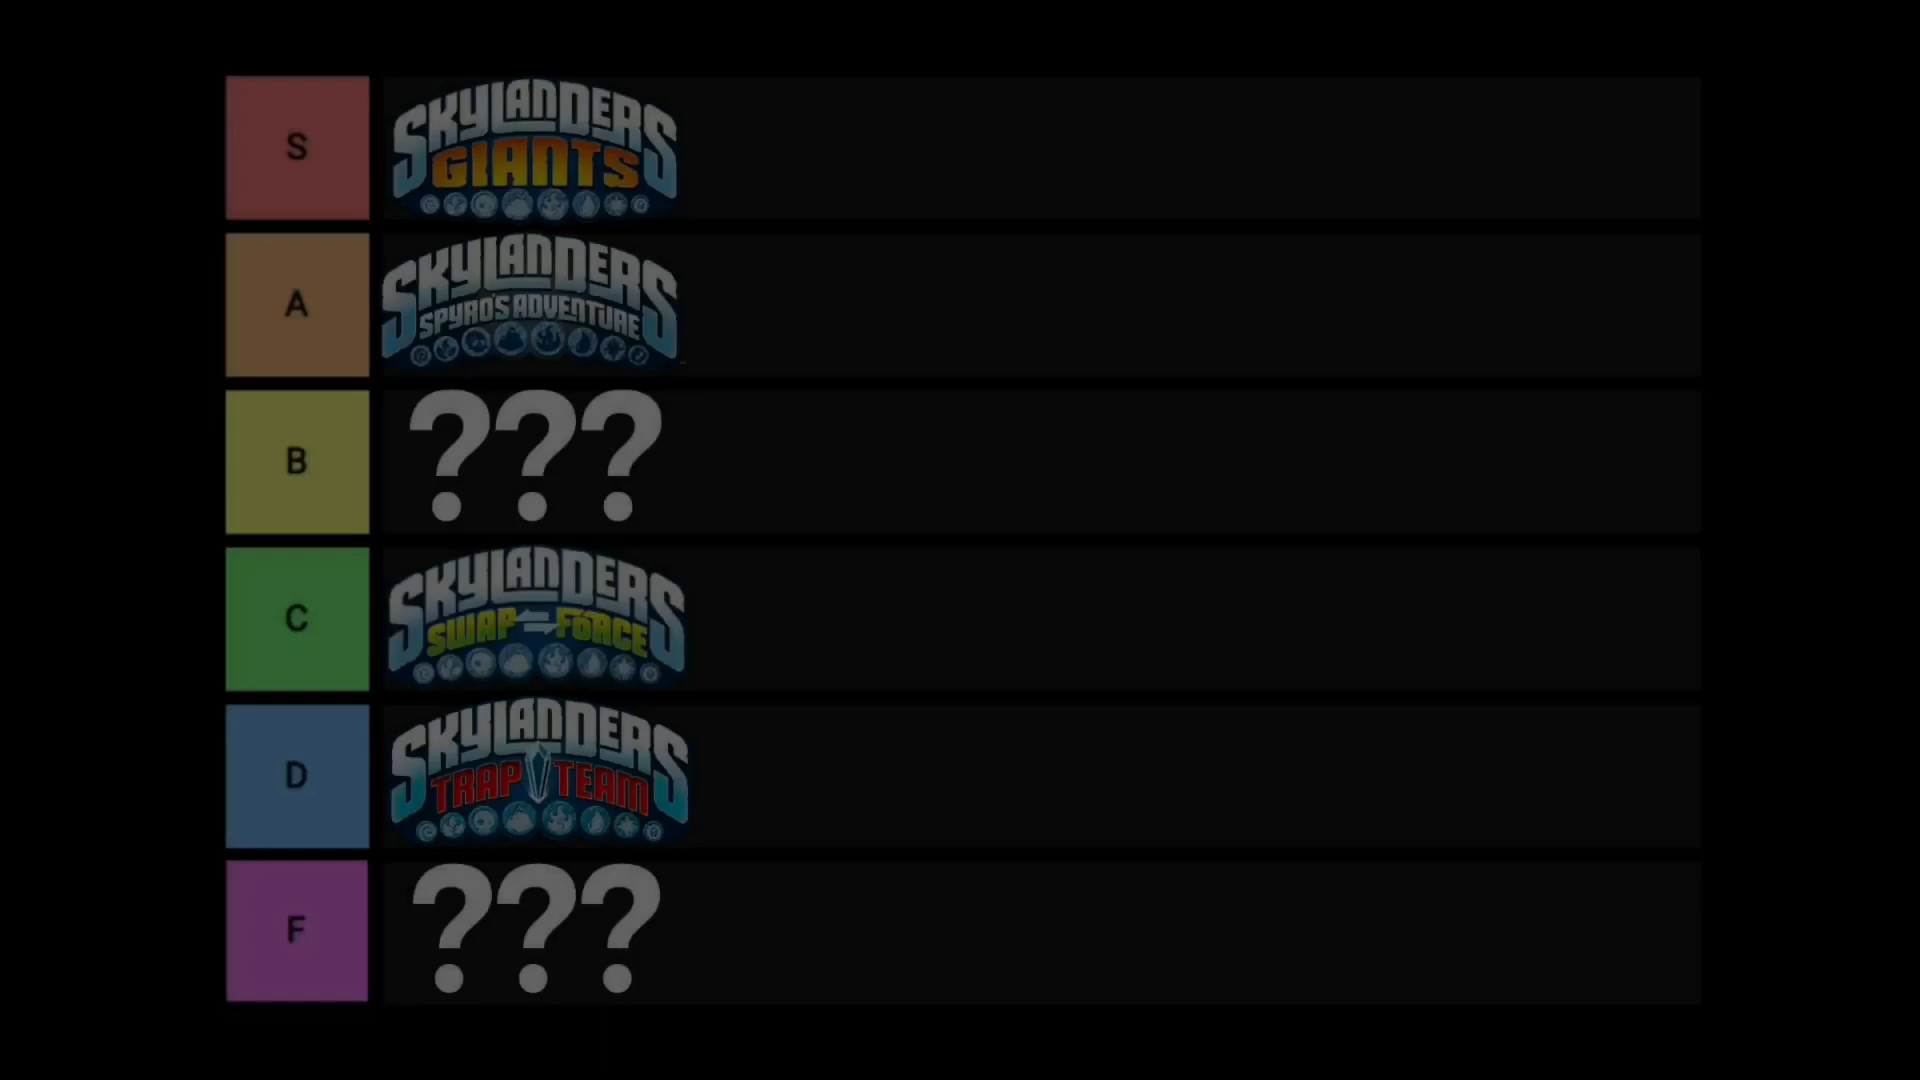 S
SKYLANDERS
GIANTS
A
SKYLANDERS
SPYRO'S ADVENTURE
B
???
C
SKYLANDERS
SWAP FORCE
D
SKYLANDERS
TRAP TEAM
F
???